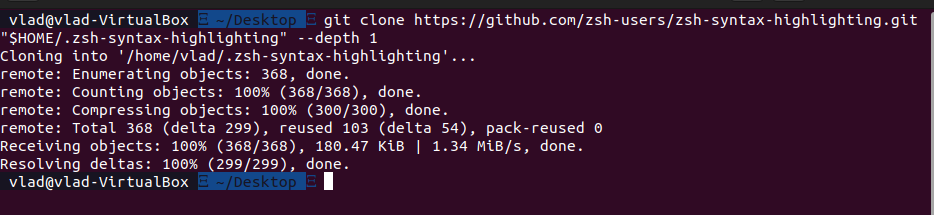 vlad@vlad-VirtualBox ~/Desktop git clone https://github.com/zsh-users/zsh-syntax-highlighting.git
"$HOME/.zsh-syntax-highlighting" --depth 1
Cloning into '/home/vlad/.zsh-syntax-highlighting'...
remote: Enumerating objects: 368, done.
remote: Counting objects: 100% (368/368), done.
remote: Compressing objects: 100% (300/300), done.
remote: Total 368 (delta 299), reused 103 (delta 54), pack-reused 0
Receiving objects: 100% (368/368), 180.47 KiB | 1.34 MiB/s, done.
Resolving deltas: 100% (299/299), done.
vlad@vlad-VirtualBox ~/Desktop